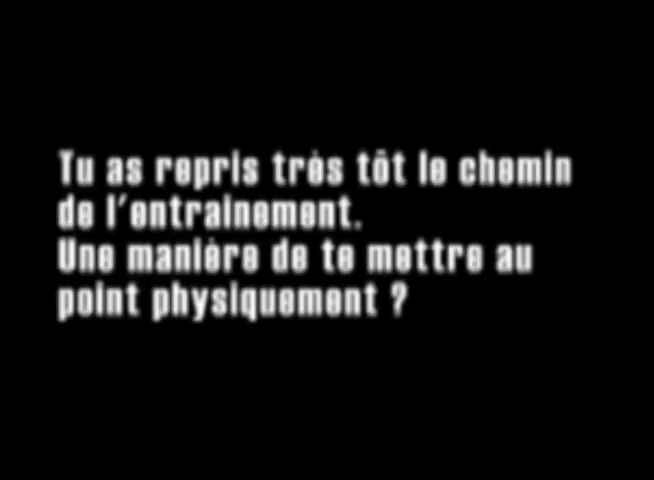 Tu as repris très tôt le chemin
de l'entrainement.
Une manière de te mettre au
point physiquement ?